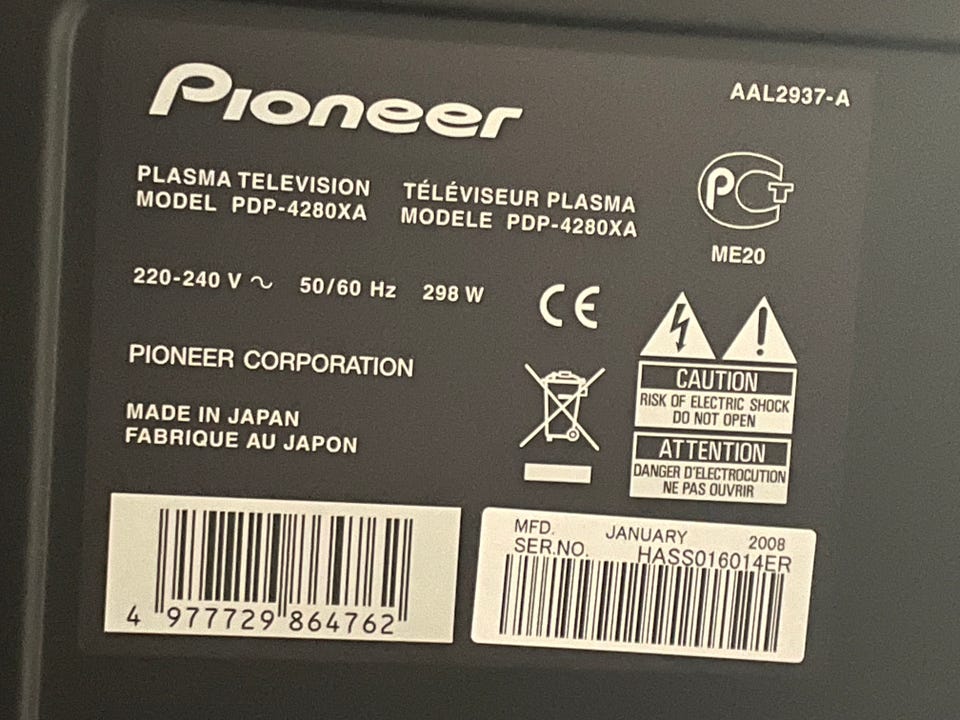 Pioneer
AAL2937-A
PLASMA TELEVISION
MODEL PDP-4280XA
TÉLÉVISEUR PLASMA
MODELE PDP-4280XA
PCT
ME20
220-240 V ~ 50/60 Hz 298 W
CE
PIONEER CORPORATION
MADE IN JAPAN
FABRIQUE AU JAPON
CAUTION
RISK OF ELECTRIC SHOCK
DO NOT OPEN
ATTENTION
DANGER D'ELECTROCUTION
NE PAS OUVRIR
4 977729 864762
MFD. JANUARY 2008
SER.NO. HASS016014ER